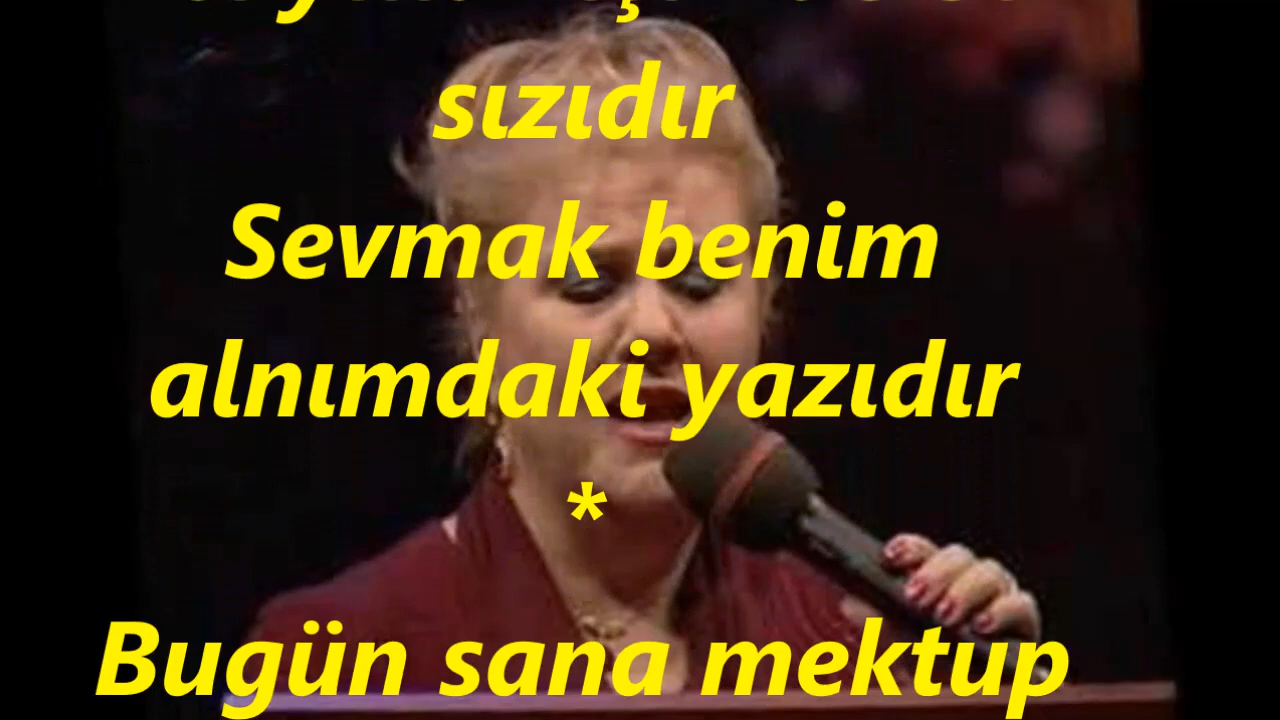 sızıdır
Sevmak benim
alnımdaki yazıdır
*
Bugün sana mektup